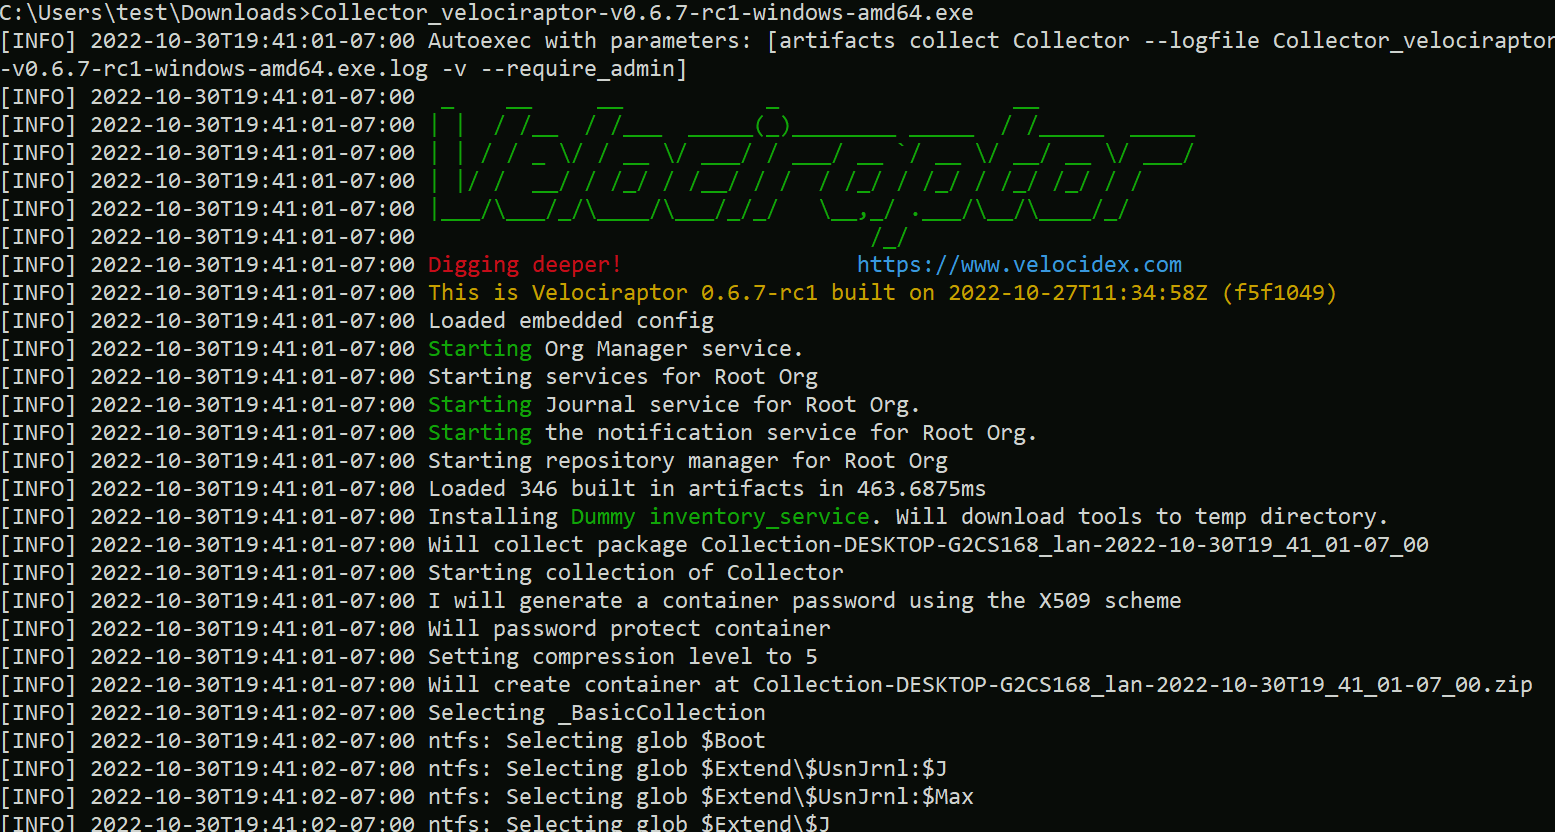 C:\Users\test\Downloads>Collector_velociraptor-v0.6.7-rc1-windows-amd64.exe
[INFO] 2022-10-30T19:41:01-07:00 Autoexec with parameters: [artifacts collect Collector --logfile Collector_velociraptor
-v0.6.7-rc1-windows-amd64.exe.log -v --require_admin]
[INFO] 2022-10-30T19:41:01-07:00
[INFO] 2022-10-30T19:41:01-07:00
[INFO] 2022-10-30T19:41:01-07:00 Velociraptor
[INFO] 2022-10-30T19:41:01-07:00
[INFO] 2022-10-30T19:41:01-07:00
[INFO] 2022-10-30T19:41:01-07:00
[INFO] 2022-10-30T19:41:01-07:00 Digging deeper! https://www.velocidex.com
[INFO] 2022-10-30T19:41:01-07:00 This is Velociraptor 0.6.7-rc1 built on 2022-10-27T11:34:58Z (f5f1049)
[INFO] 2022-10-30T19:41:01-07:00 Loaded embedded config
[INFO] 2022-10-30T19:41:01-07:00 Starting Org Manager service.
[INFO] 2022-10-30T19:41:01-07:00 Starting services for Root Org
[INFO] 2022-10-30T19:41:01-07:00 Starting Journal service for Root Org.
[INFO] 2022-10-30T19:41:01-07:00 Starting the notification service for Root Org.
[INFO] 2022-10-30T19:41:01-07:00 Starting repository manager for Root Org
[INFO] 2022-10-30T19:41:01-07:00 Loaded 346 built in artifacts in 463.6875ms
[INFO] 2022-10-30T19:41:01-07:00 Installing Dummy inventory_service. Will download tools to temp directory.
[INFO] 2022-10-30T19:41:01-07:00 Will collect package Collection-DESKTOP-G2CS168_lan-2022-10-30T19_41_01-07_00
[INFO] 2022-10-30T19:41:01-07:00 Starting collection of Collector
[INFO] 2022-10-30T19:41:01-07:00 I will generate a container password using the X509 scheme
[INFO] 2022-10-30T19:41:01-07:00 Will password protect container
[INFO] 2022-10-30T19:41:01-07:00 Setting compression level to 5
[INFO] 2022-10-30T19:41:01-07:00 Will create container at Collection-DESKTOP-G2CS168_lan-2022-10-30T19_41_01-07_00.zip
[INFO] 2022-10-30T19:41:02-07:00 Selecting _BasicCollection
[INFO] 2022-10-30T19:41:02-07:00 ntfs: Selecting glob $Boot
[INFO] 2022-10-30T19:41:02-07:00 ntfs: Selecting glob $Extend\$UsnJrnl:$J
[INFO] 2022-10-30T19:41:02-07:00 ntfs: Selecting glob $Extend\$UsnJrnl:$Max
[INFO] 2022-10-30T19:41:02-07:00 ntfs: Selecting glob $Extend\$J